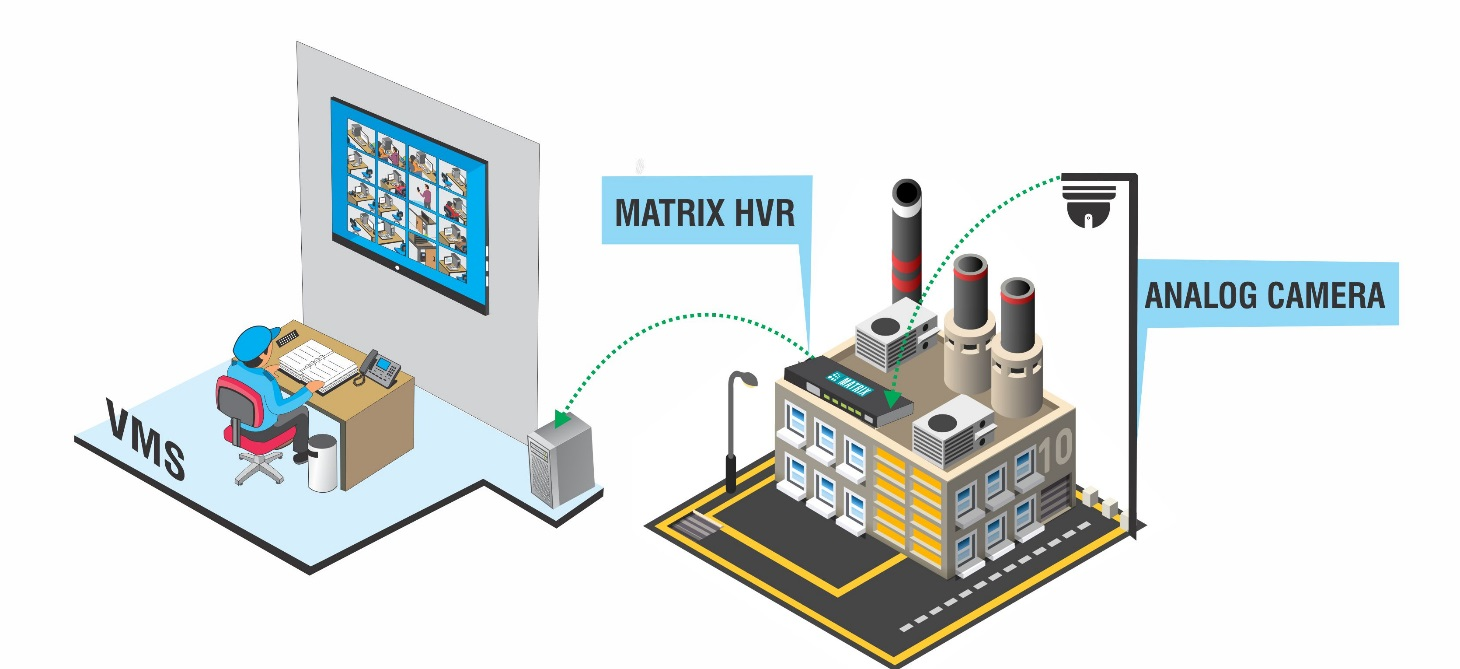 MATRIX HVR
ANALOG CAMERA
MATRIX
10
VMS